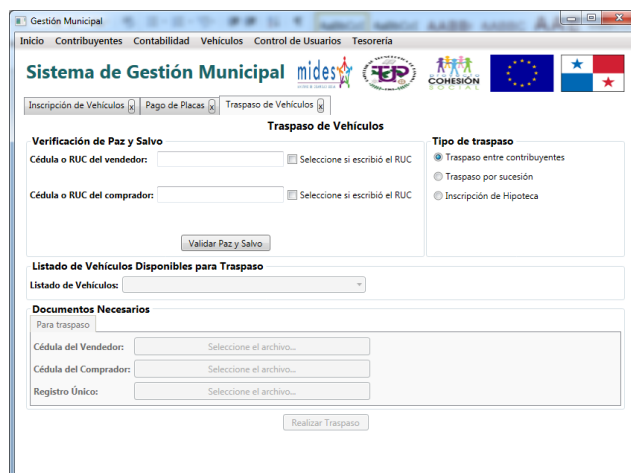 Gestión Municipal
Inicio Contribuyentes Contabilidad Vehículos Control de Usuarios Tesorería
Sistema de Gestión Municipal mides COHESIÓN SOCIAL
Inscripción de Vehículos x Pago de Placas x Traspaso de Vehículos x
Traspaso de Vehículos
Verificación de Paz y Salvo
Cédula o RUC del vendedor: Seleccione si escribió el RUC
Cédula o RUC del comprador: Seleccione si escribió el RUC
Validar Paz y Salvo
Tipo de traspaso
Traspaso entre contribuyentes
Traspaso por sucesión
Inscripción de Hipoteca
Listado de Vehículos Disponibles para Traspaso
Listado de Vehículos:
Documentos Necesarios
Para traspaso
Cédula del Vendedor: Seleccione el archivo...
Cédula del Comprador: Seleccione el archivo...
Registro Único: Seleccione el archivo...
Realizar Traspaso